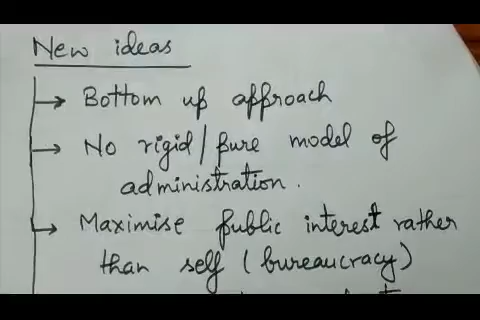 New ideas
→ Bottom up approach
→ No rigid/pure model of
administration.
→ Maximise public interest rather
than self (bureaucracy)